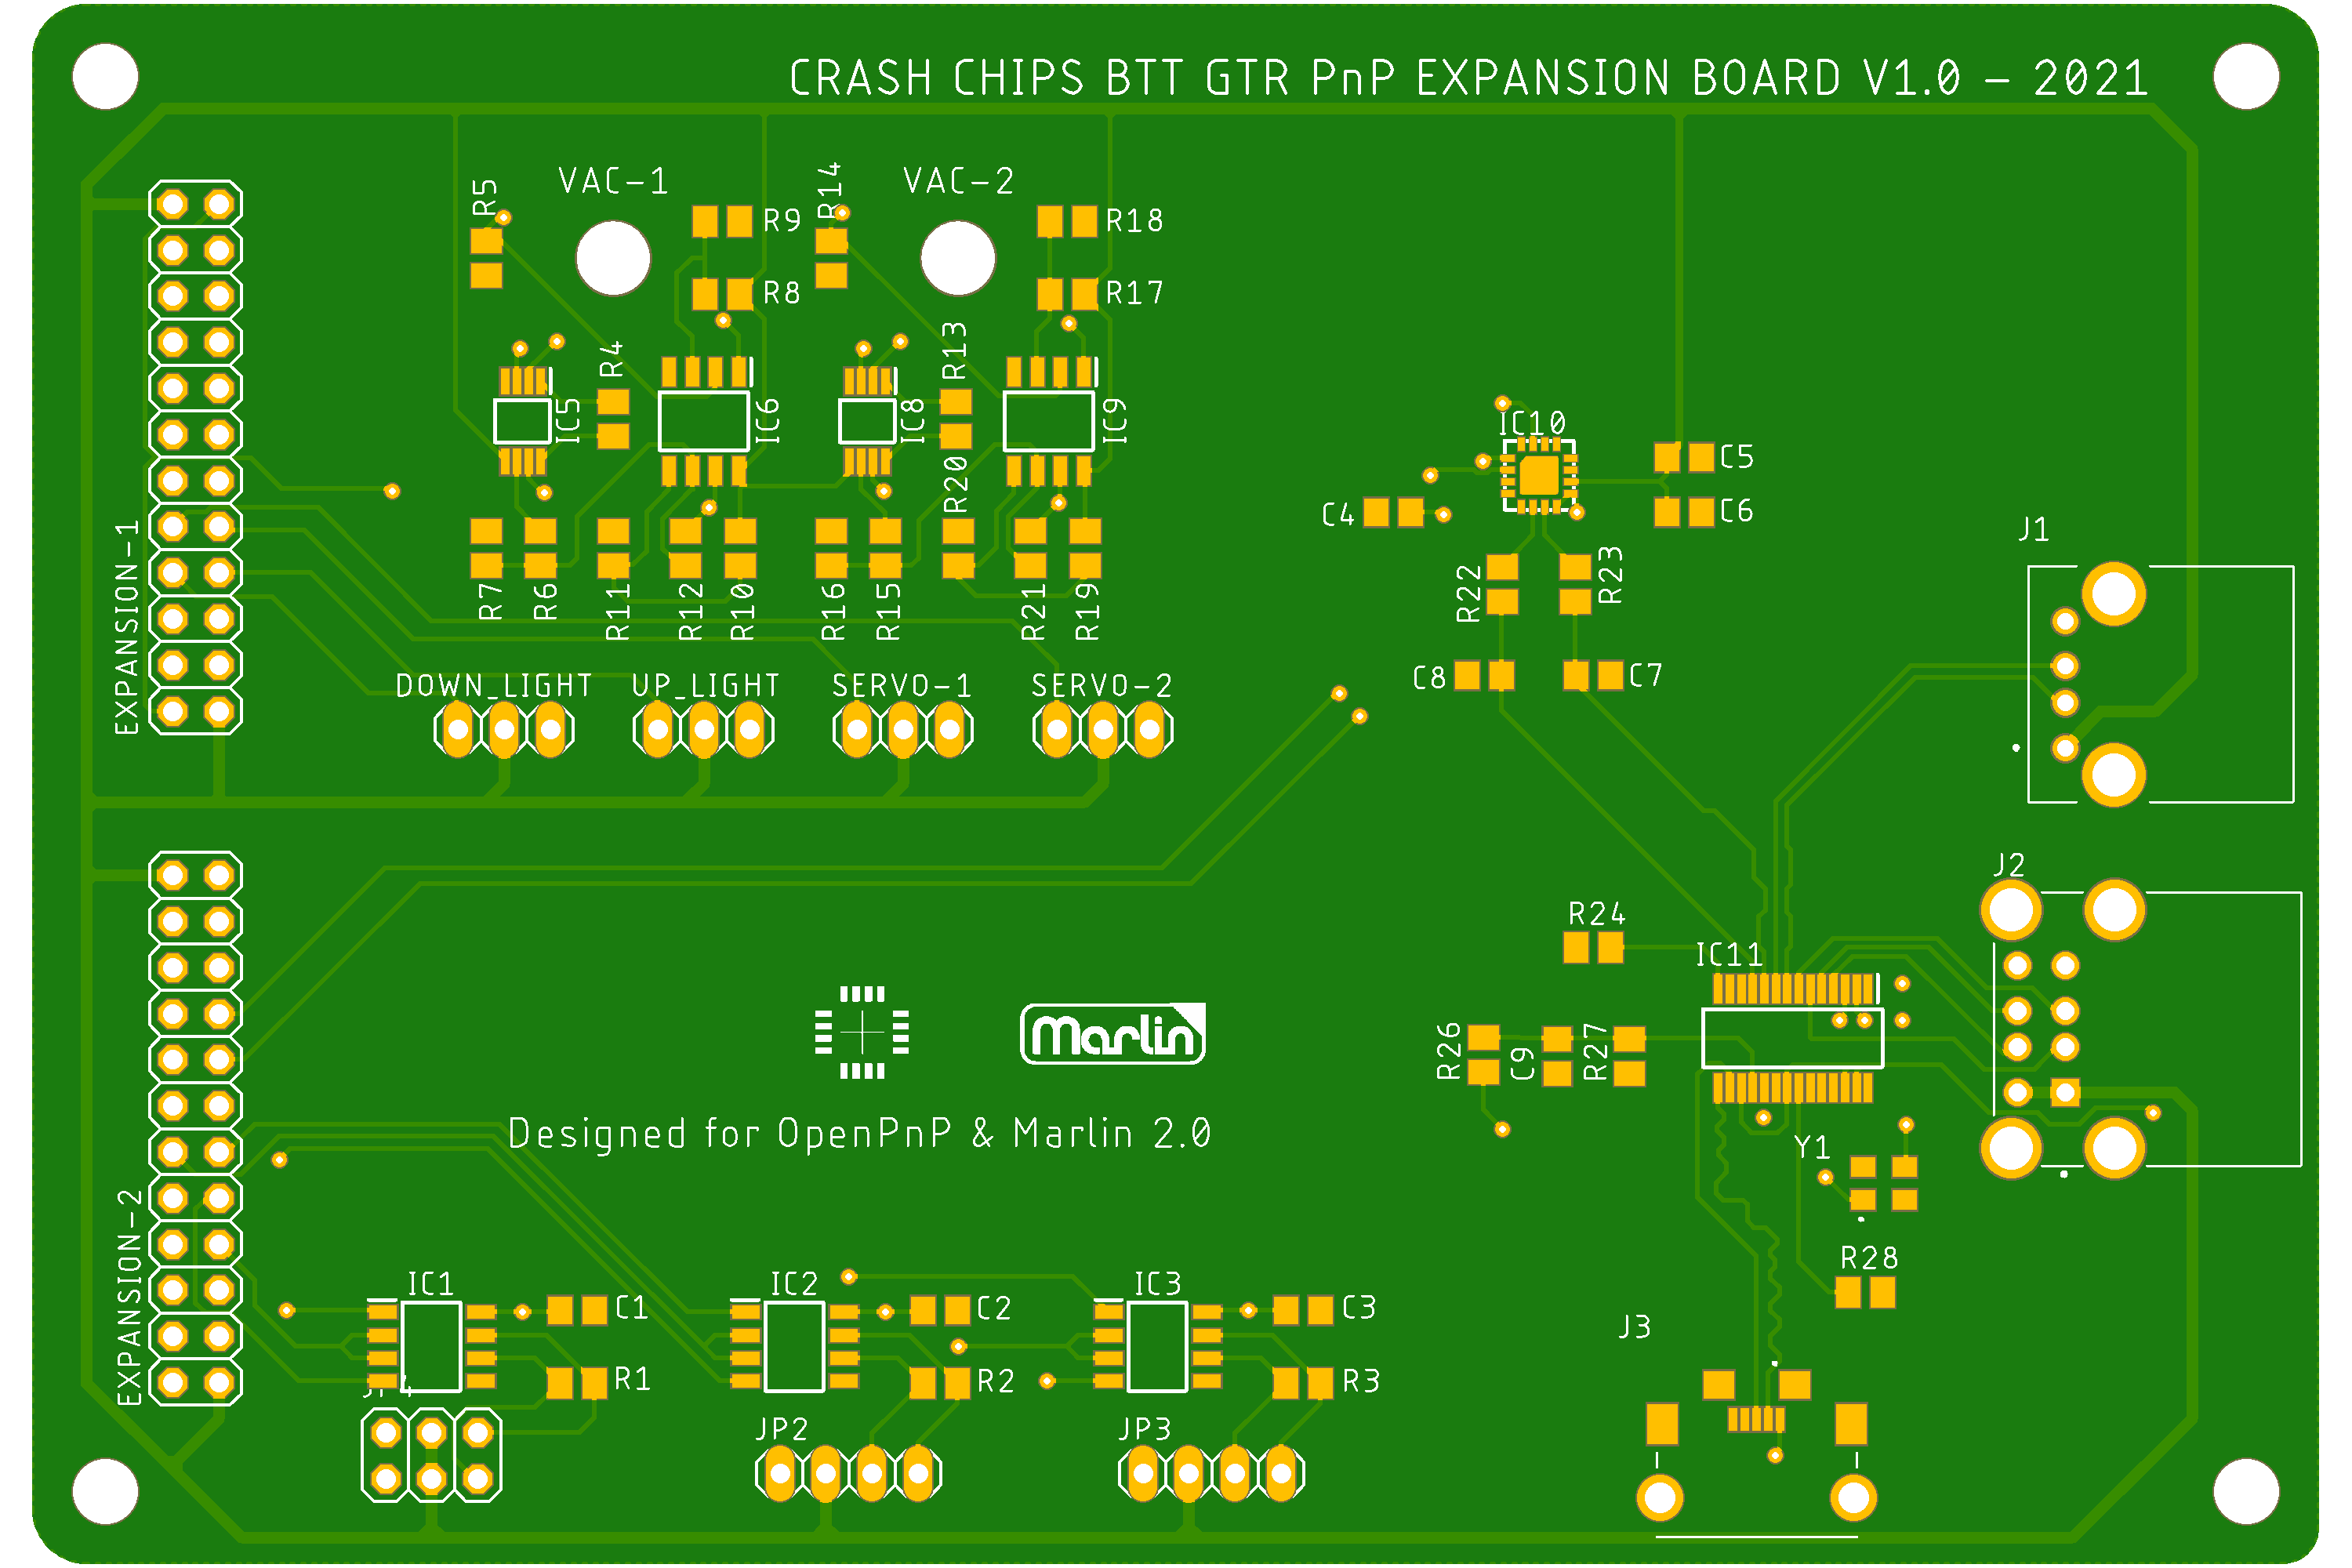 CRASH CHIPS BTT GTR PnP EXPANSION BOARD V1.0 - 2021
VAC-1
VAC-2
R5
R14
R9
R18
R8
R17
R4
R13
IC5
IC6
IC8
IC9
R20
IC10
C5
C4
C6
J1
EXPANSION-1
R7
R6
R11
R12
R10
R16
R15
R21
R19
R22
R23
C8
C7
DOWN_LIGHT
UP_LIGHT
SERVO-1
SERVO-2
J2
R24
IC11
Marlin
R26
C9
R27
Designed for OpenPnP & Marlin 2.0
Y1
EXPANSION-2
R28
IC1
C1
IC2
C2
IC3
C3
J3
R1
R2
R3
JP2
JP3